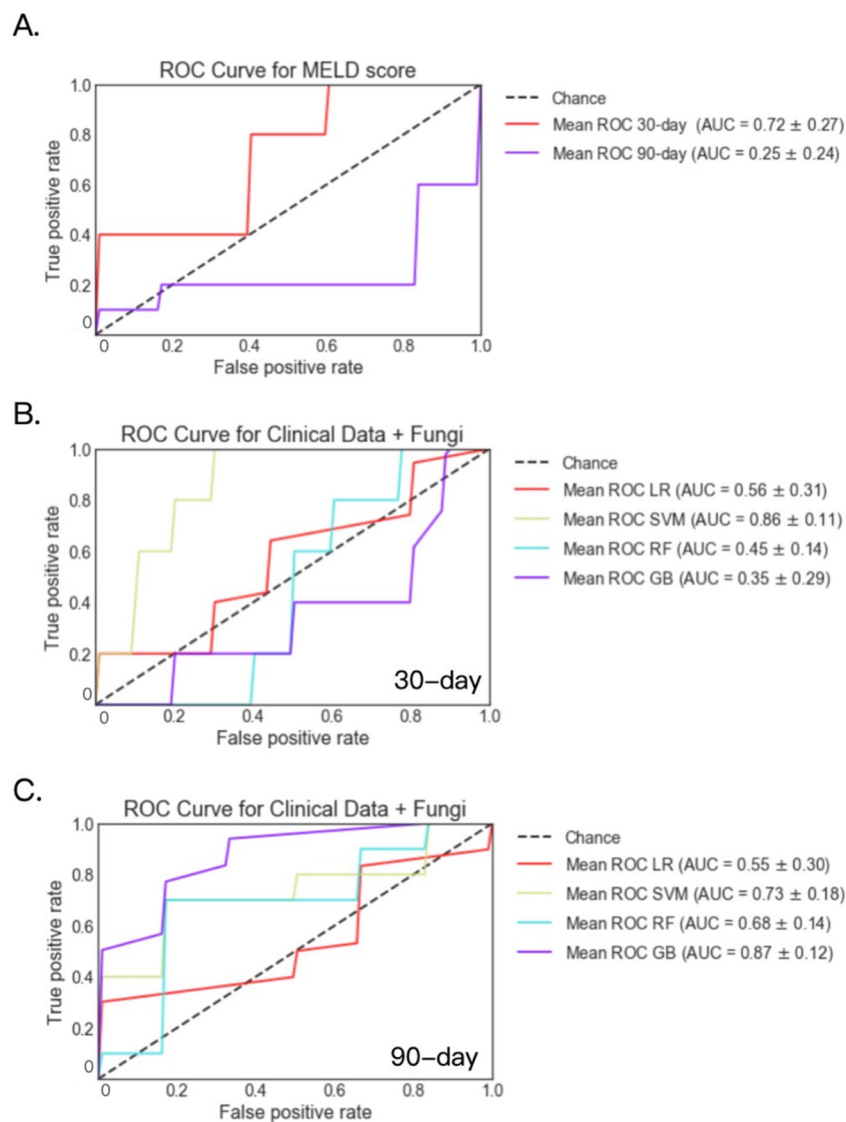 A.
ROC Curve for MELD score
1.0
0.8
0.6
0.4
0.2
0
True positive rate
0 0.2 0.4 0.6 0.8 1.0
False positive rate
Chance
Mean ROC 30-day (AUC = 0.72 ± 0.27)
Mean ROC 90-day (AUC = 0.25 ± 0.24)
B.
ROC Curve for Clinical Data + Fungi
1.0
0.8
0.6
0.4
0.2
0
True positive rate
30–day
0 0.2 0.4 0.6 0.8 1.0
False positive rate
Chance
Mean ROC LR (AUC = 0.56 ± 0.31)
Mean ROC SVM (AUC = 0.86 ± 0.11)
Mean ROC RF (AUC = 0.45 ± 0.14)
Mean ROC GB (AUC = 0.35 ± 0.29)
C.
ROC Curve for Clinical Data + Fungi
1.0
0.8
0.6
0.4
0.2
0
True positive rate
90–day
0 0.2 0.4 0.6 0.8 1.0
False positive rate
Chance
Mean ROC LR (AUC = 0.55 ± 0.30)
Mean ROC SVM (AUC = 0.73 ± 0.18)
Mean ROC RF (AUC = 0.68 ± 0.14)
Mean ROC GB (AUC = 0.87 ± 0.12)